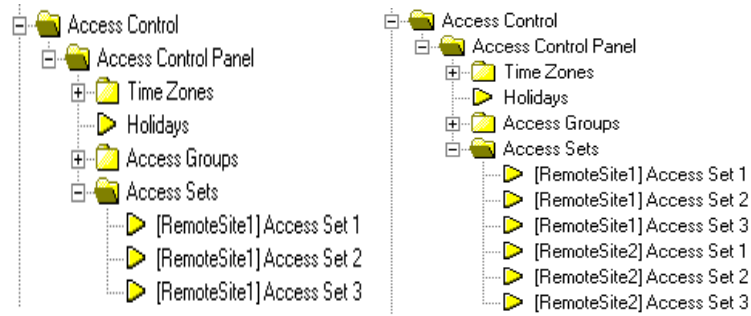 Access Control
Access Control Panel
Time Zones
Holidays
Access Groups
Access Sets
[RemoteSite1] Access Set 1
[RemoteSite1] Access Set 2
[RemoteSite1] Access Set 3
Access Control
Access Control Panel
Time Zones
Holidays
Access Groups
Access Sets
[RemoteSite1] Access Set 1
[RemoteSite1] Access Set 2
[RemoteSite1] Access Set 3
[RemoteSite2] Access Set 1
[RemoteSite2] Access Set 2
[RemoteSite2] Access Set 3